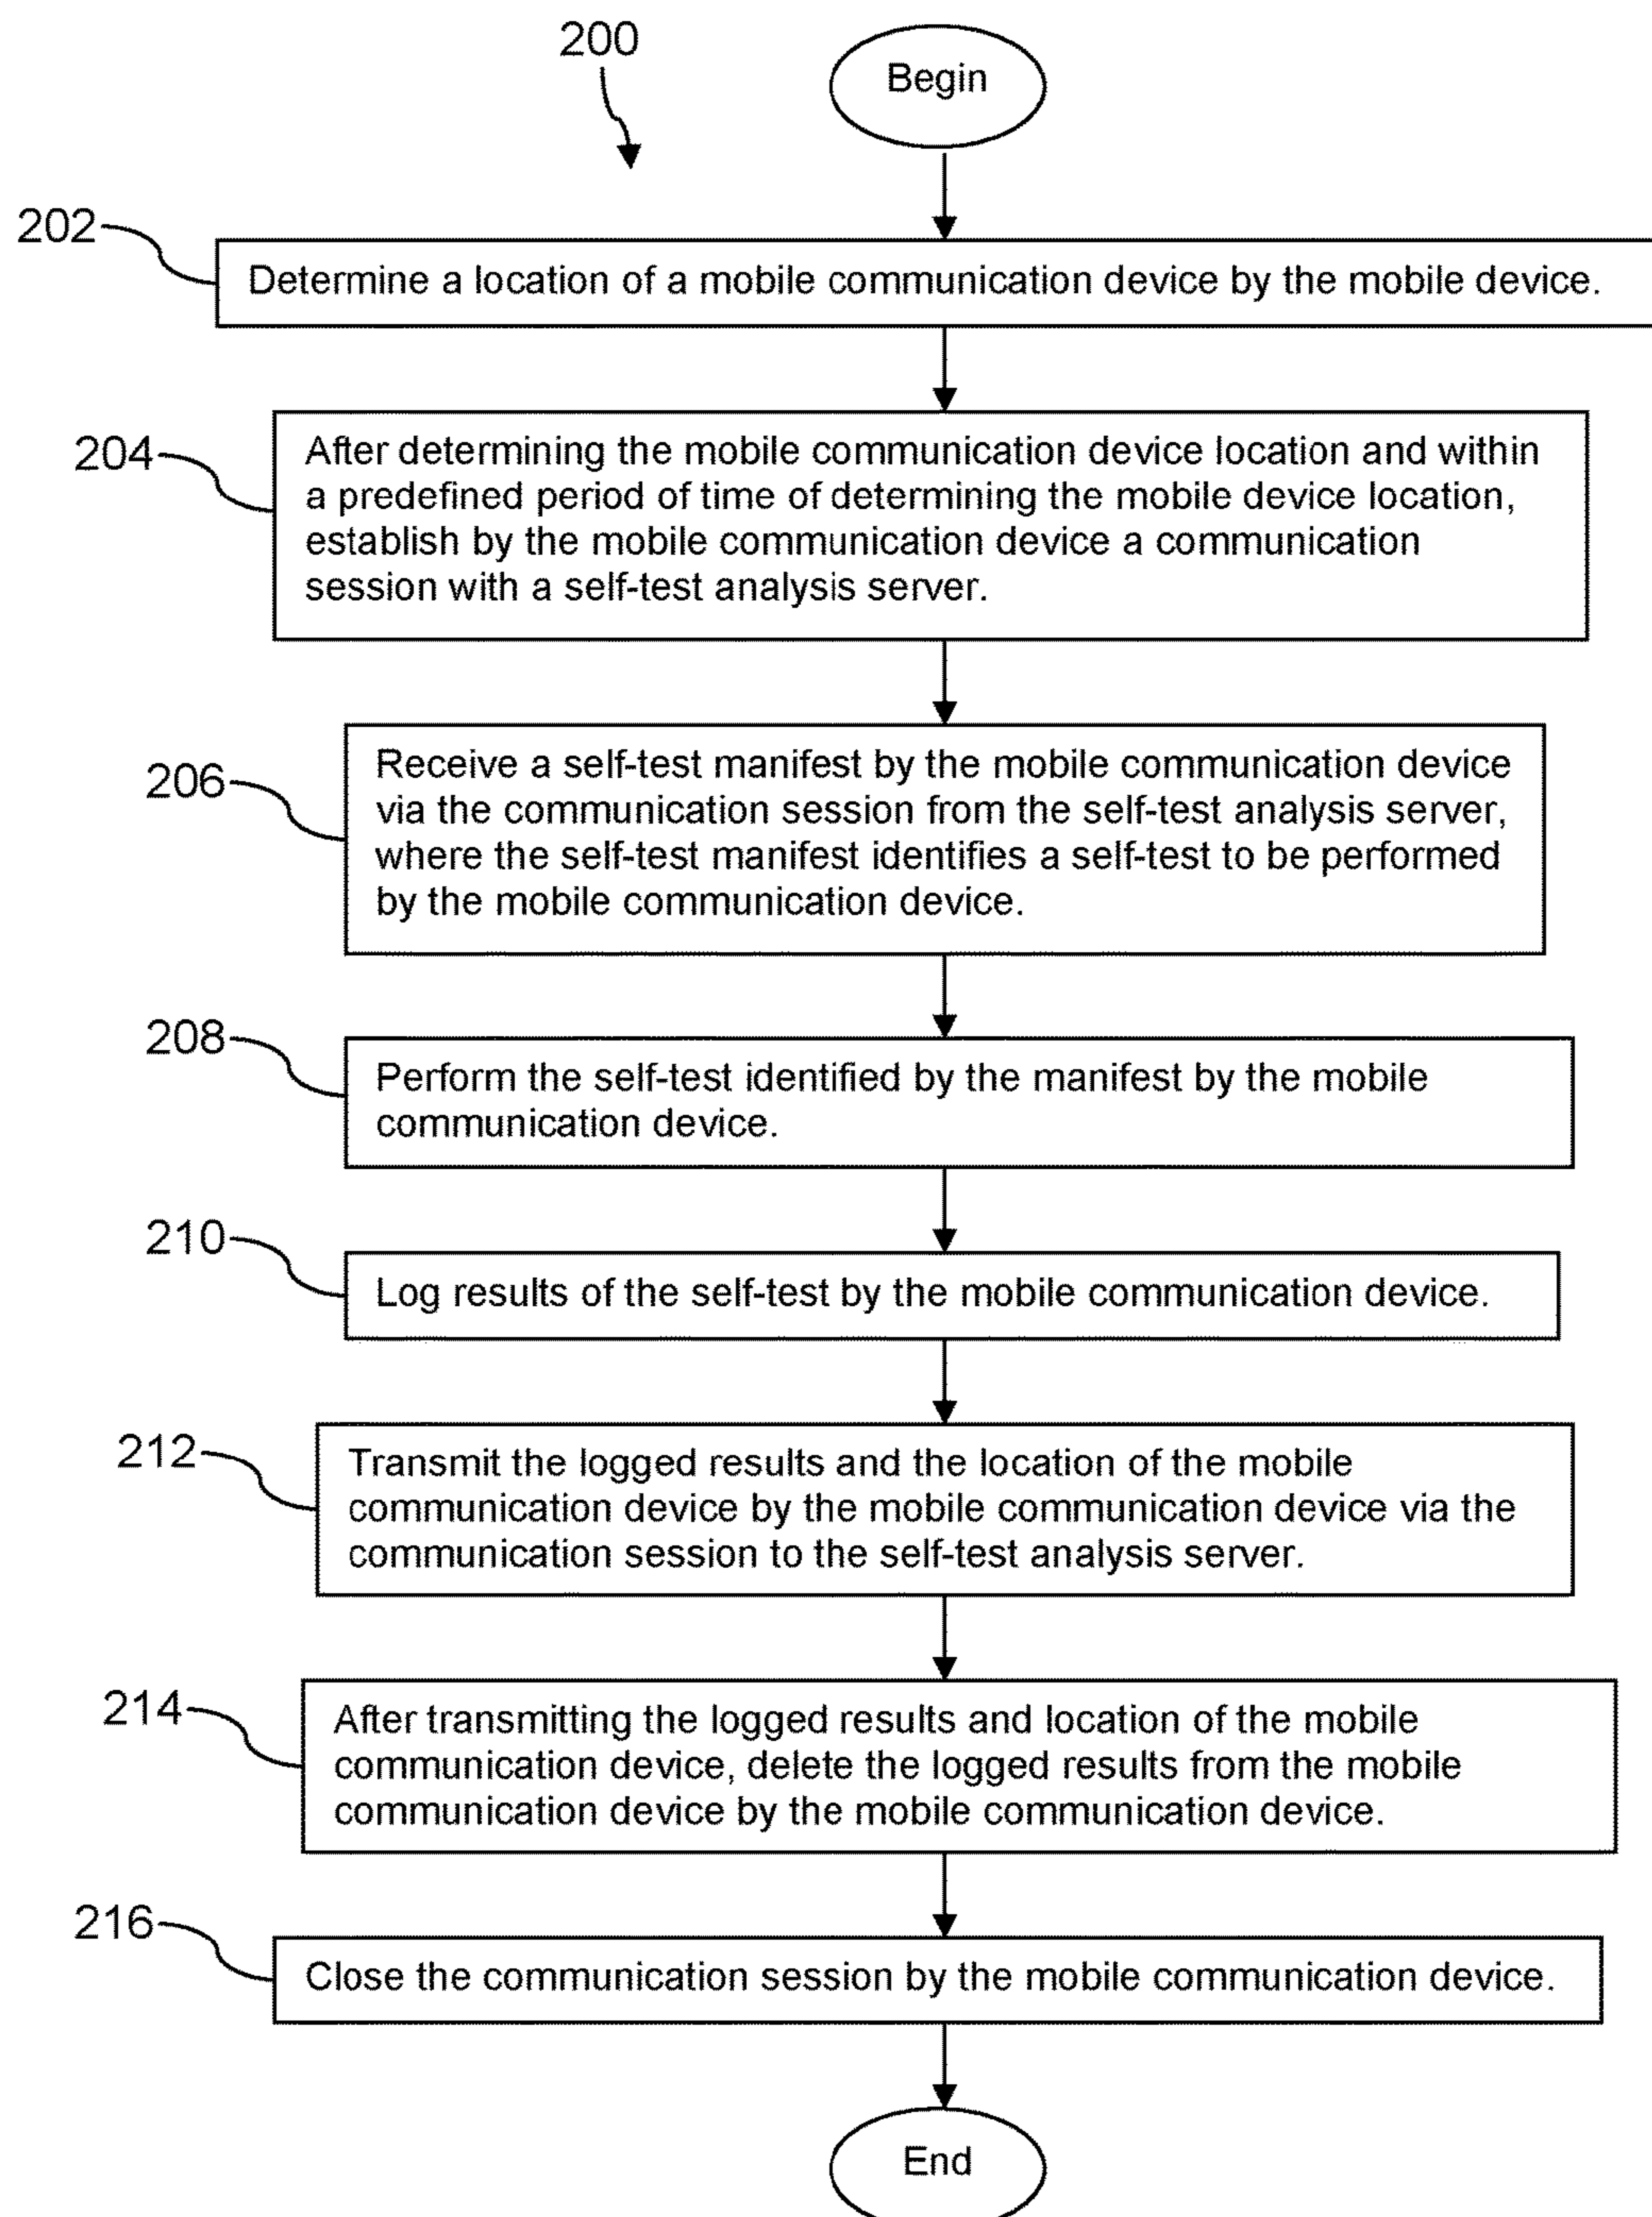 200
Begin
202
Determine a location of a mobile communication device by the mobile device.
204
After determining the mobile communication device location and within
a predefined period of time of determining the mobile device location,
establish by the mobile communication device a communication
session with a self-test analysis server.
206
Receive a self-test manifest by the mobile communication device
via the communication session from the self-test analysis server,
where the self-test manifest identifies a self-test to be performed
by the mobile communication device.
208
Perform the self-test identified by the manifest by the mobile
communication device.
210
Log results of the self-test by the mobile communication device.
212
Transmit the logged results and the location of the mobile
communication device by the mobile communication device via the
communication session to the self-test analysis server.
214
After transmitting the logged results and location of the mobile
communication device, delete the logged results from the mobile
communication device by the mobile communication device.
216
Close the communication session by the mobile communication device.
End